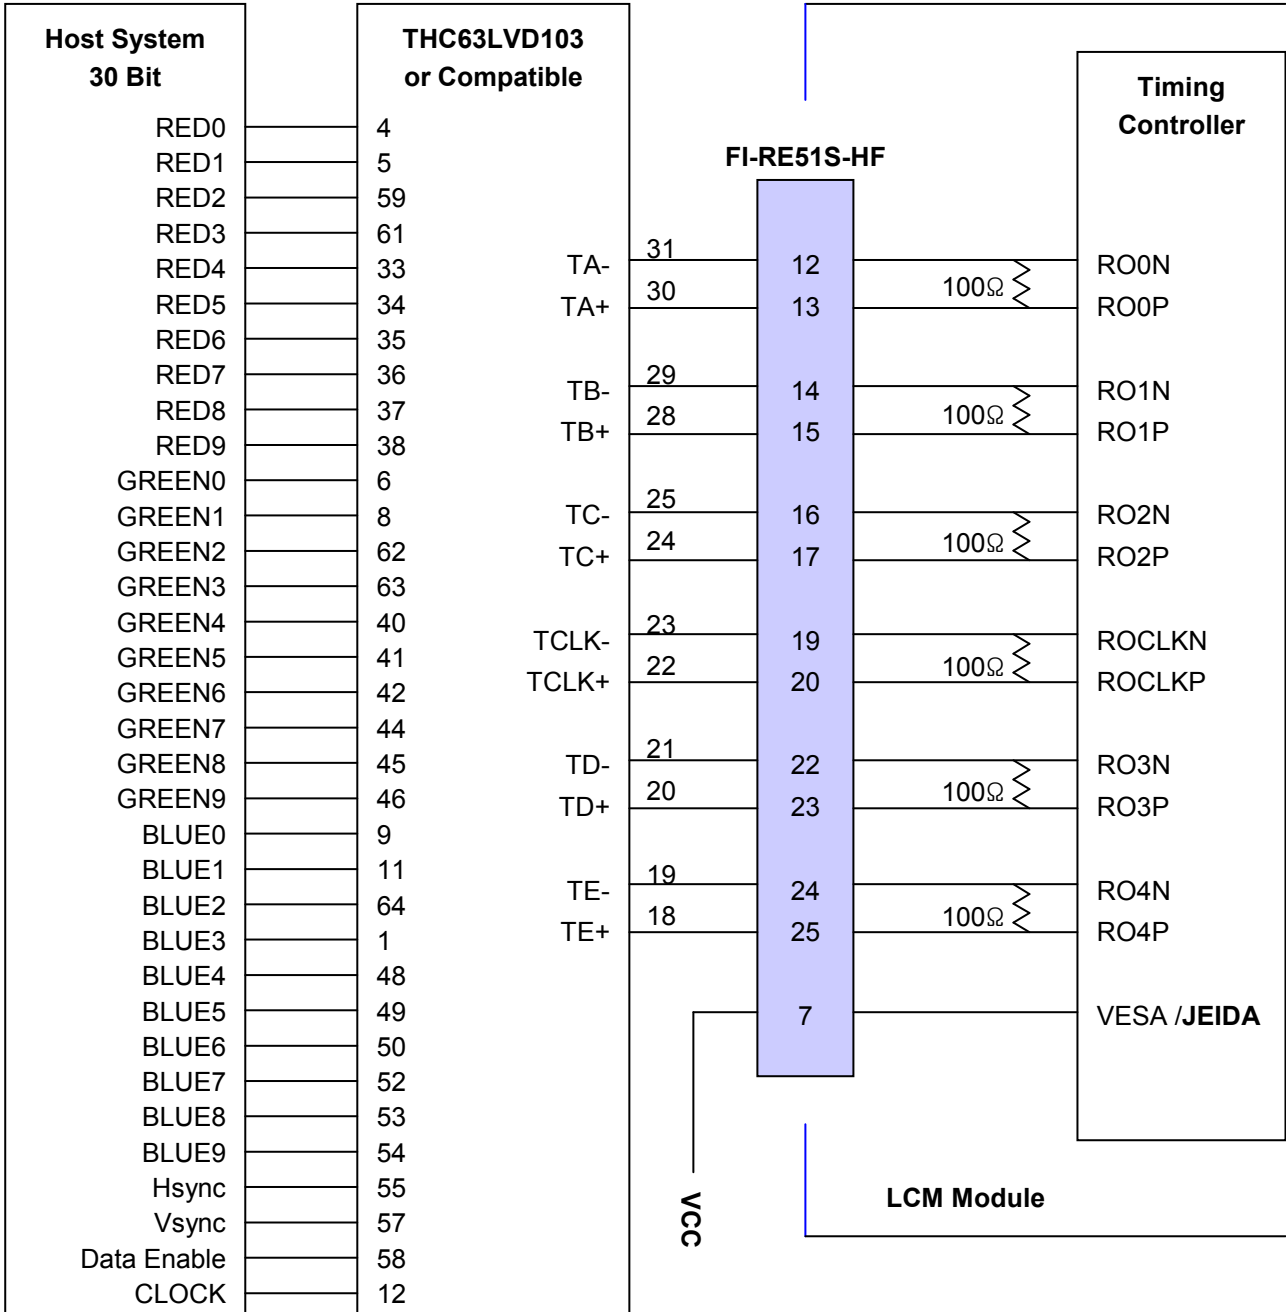 Host System
30 Bit
RED0
RED1
RED2
RED3
RED4
RED5
RED6
RED7
RED8
RED9
GREEN0
GREEN1
GREEN2
GREEN3
GREEN4
GREEN5
GREEN6
GREEN7
GREEN8
GREEN9
BLUE0
BLUE1
BLUE2
BLUE3
BLUE4
BLUE5
BLUE6
BLUE7
BLUE8
BLUE9
Hsync
Vsync
Data Enable
CLOCK
THC63LVD103
or Compatible
4
5
59
61
33
34
35
36
37
38
6
8
62
63
40
41
42
44
45
46
9
11
64
1
48
49
50
52
53
54
55
57
58
12
TA-
TA+
TB-
TB+
TC-
TC+
TCLK-
TCLK+
TD-
TD+
TE-
TE+
31
30
29
28
25
24
23
22
21
20
19
18
VCC
FI-RE51S-HF
12
13
14
15
16
17
19
20
22
23
24
25
7
100Ω
100Ω
100Ω
100Ω
100Ω
100Ω
LCM Module
Timing
Controller
RO0N
RO0P
RO1N
RO1P
RO2N
RO2P
ROCLKN
ROCLKP
RO3N
RO3P
RO4N
RO4P
VESA /JEIDA